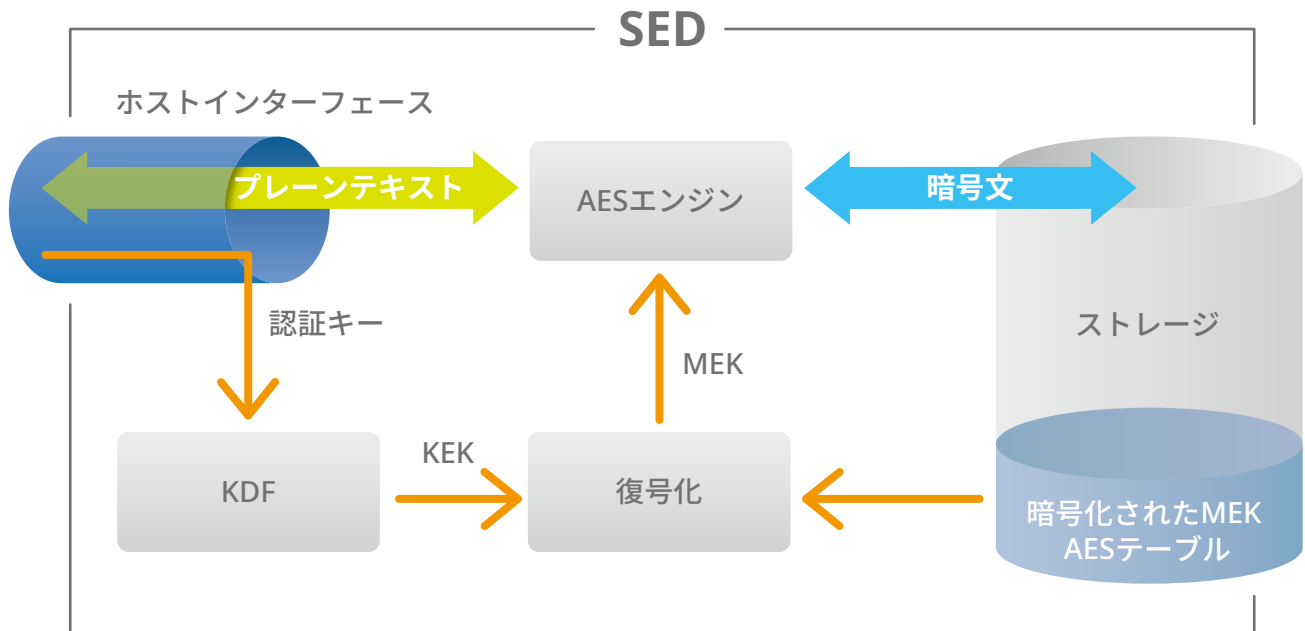 SED
ホストインターフェース
プレーンテキスト
AESエンジン
暗号文
認証キー
ストレージ
MEK
KEK
KDF
復号化
暗号化されたMEK
AESテーブル